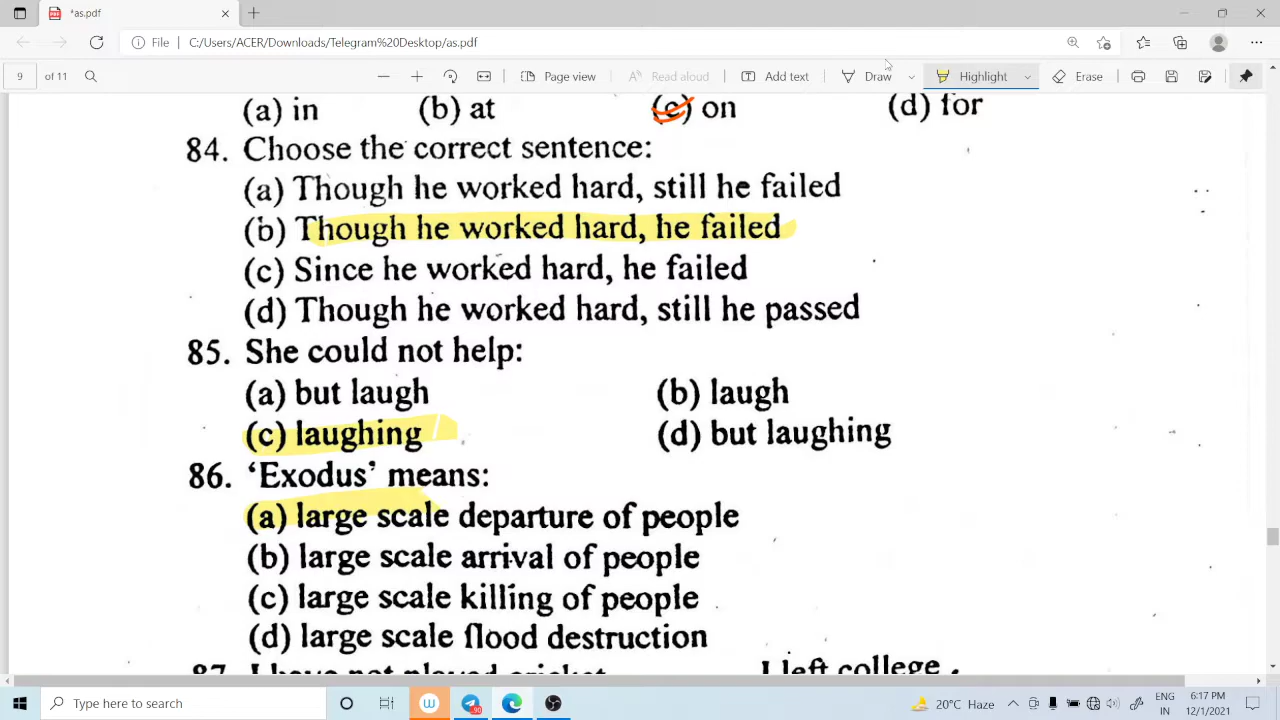 *as.pdf
File C:/Users/ACER/Downloads/Telegram%20Desktop/as.pdf
9 of 11 Page view Read aloud Add text Draw Highlight Erase
(a) in (b) at (c) on (d) for
84. Choose the correct sentence:
(a) Though he worked hard, still he failed
(b) Though he worked hard, he failed
(c) Since he worked hard, he failed
(d) Though he worked hard, still he passed
85. She could not help:
(a) but laugh (b) laugh
(c) laughing (d) but laughing
86. ‘Exodus’ means:
(a) large scale departure of people
(b) large scale arrival of people
(c) large scale killing of people
(d) large scale flood destruction
87. I have not played cricket I left college
Type here to search 20°C Haze ENG 6:17 PM
IN 12/1/2021